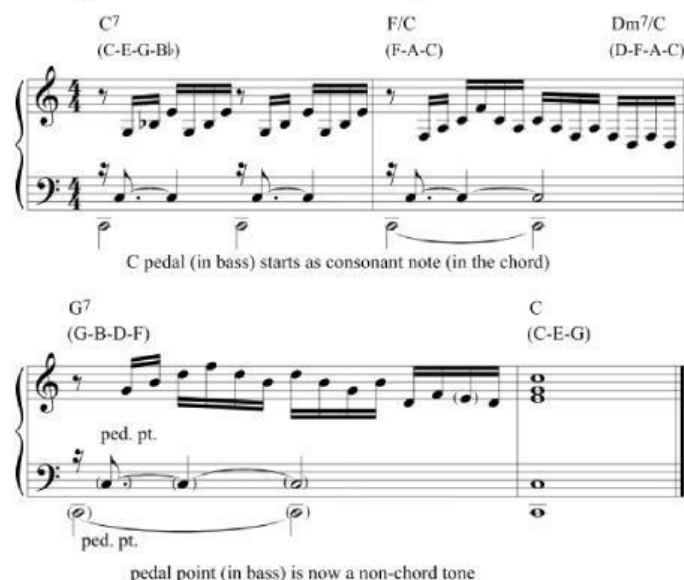 C7 F/C Dm7/C
(C-E-G-B♭) (F-A-C) (D-F-A-C)
4 4
4 4
C pedal (in bass) starts as consonant note (in the chord)
G7 C
(G-B-D-F) (C-E-G)
ped. pt.
ped. pt.
pedal point (in bass) is now a non-chord tone